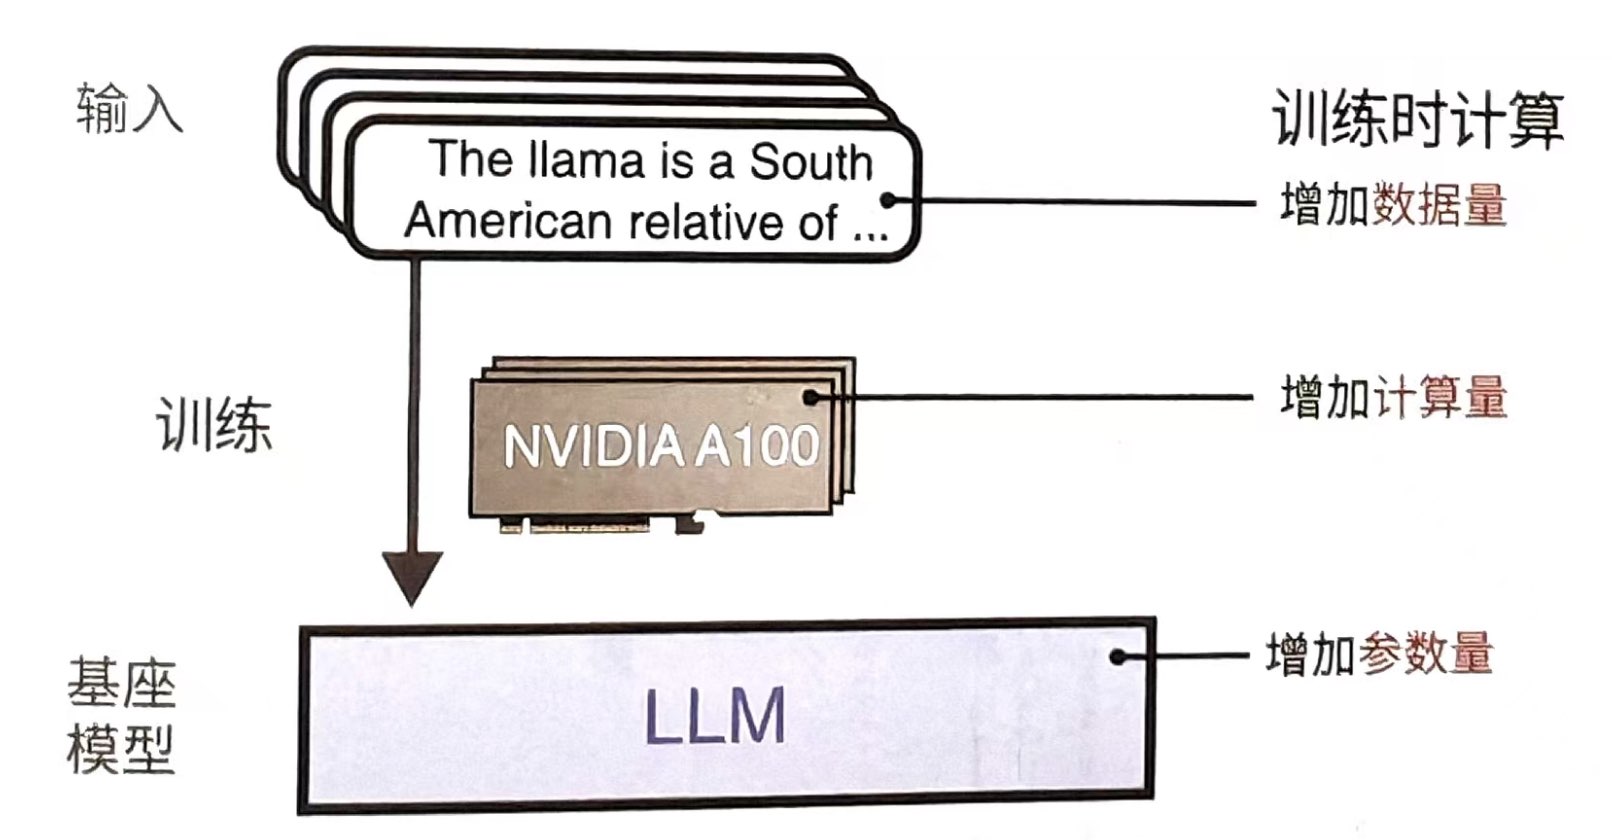 输入
The llama is a South
American relative of ...
训练时计算
增加数据量
训练
NVIDIA A100
增加计算量
基座
模型
LLM
增加参数量